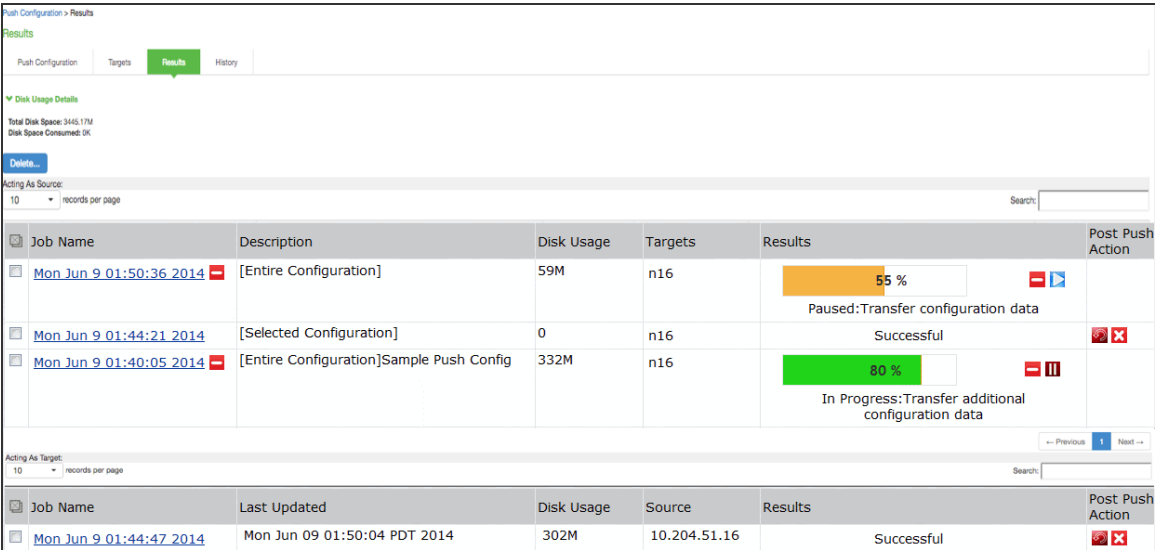 Push Configuration > Results
Results
Push Configuration Targets Results History
Disk Usage Details
Total Disk Space: 3445.17M
Disk Space Consumed: 0K
Delete...
Acting As Source:
10 records per page Search:
Job Name Description Disk Usage Targets Results Post Push Action
Mon Jun 9 01:50:36 2014 [Entire Configuration] 59M n16 55 %
Paused:Transfer configuration data
Mon Jun 9 01:44:21 2014 [Selected Configuration] 0 n16 Successful
Mon Jun 9 01:40:05 2014 [Entire Configuration]Sample Push Config 332M n16 80 %
In Progress:Transfer additional
configuration data
← Previous 1 Next →
Acting As Target:
10 records per page Search:
Job Name Last Updated Disk Usage Source Results Post Push Action
Mon Jun 9 01:44:47 2014 Mon Jun 09 01:50:04 PDT 2014 302M 10.204.51.16 Successful